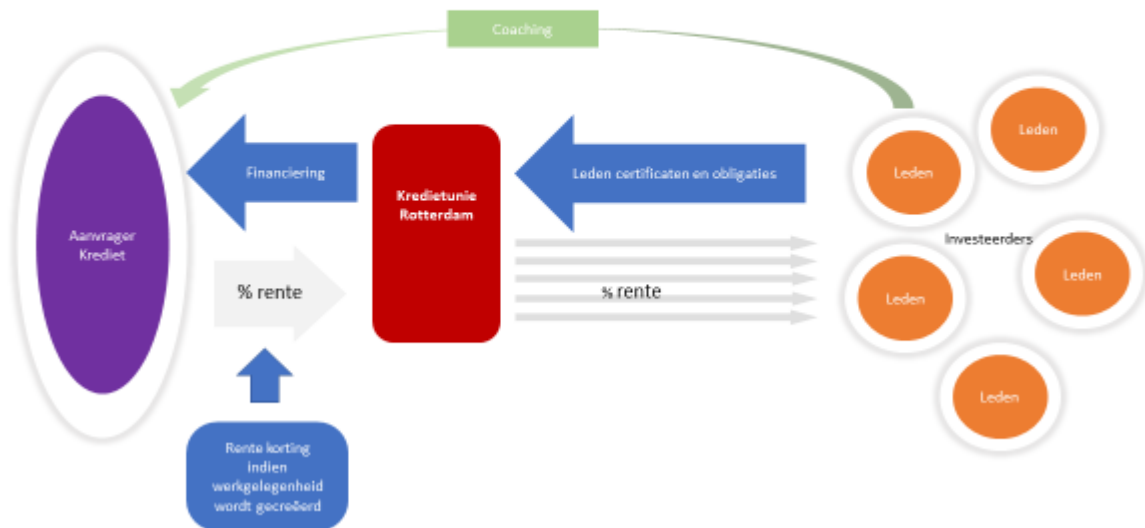 Coaching
Leden
Leden
Financiering
Leden certificaten en obligaties
Kredietunie
Rotterdam
Aanvrager
Krediet
Investeerders
Leden
Leden
% rente
% rente
Leden
Rente korting
indien
werkgelegenheid
wordt gecreëerd